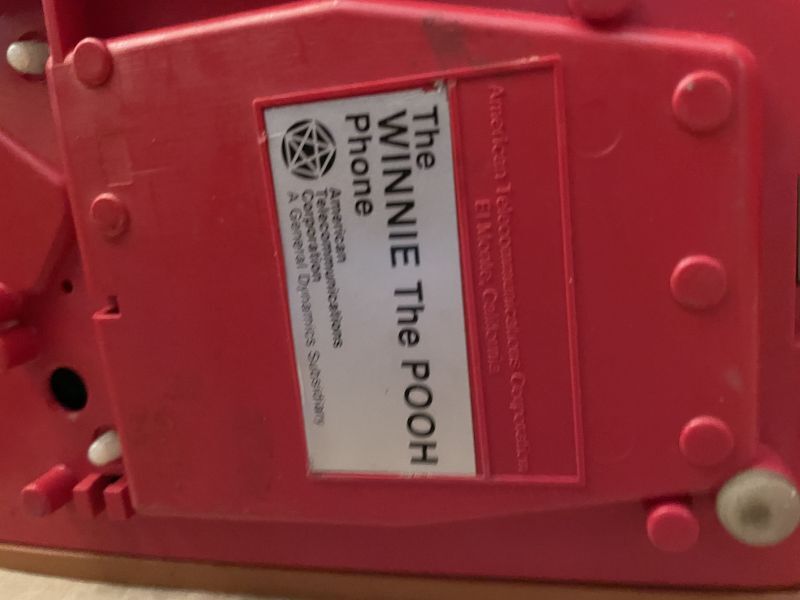 American Telecommunications Corporation
El Monte, California
The
WINNIE The POOH
Phone
American
Telecommunications
Corporation
A General Dynamics Subsidiary